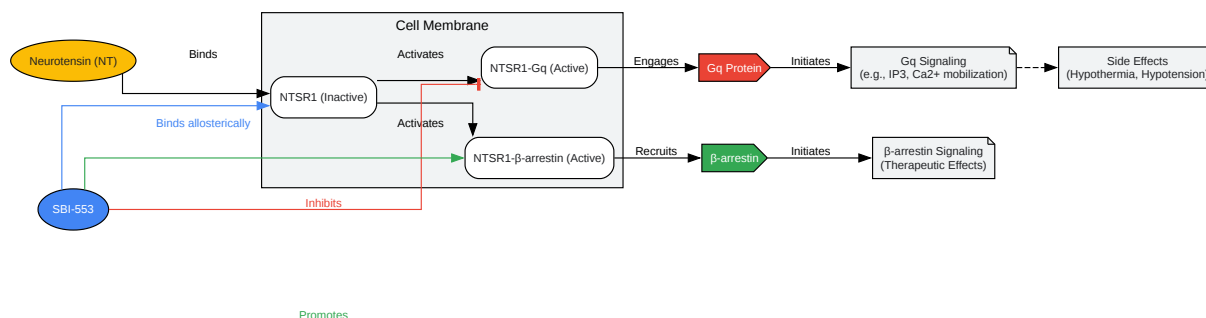 Cell Membrane
Neurotensin (NT)
Binds
Activates
NTSR1-Gq (Active)
Engages
Gq Protein
Initiates
Gq Signaling
(e.g., IP3, Ca2+ mobilization)
Side Effects
(Hypothermia, Hypotension)
NTSR1 (Inactive)
Binds allosterically
Activates
NTSR1-β-arrestin (Active)
Recruits
β-arrestin
Initiates
β-arrestin Signaling
(Therapeutic Effects)
SBI-553
Inhibits
Promotes